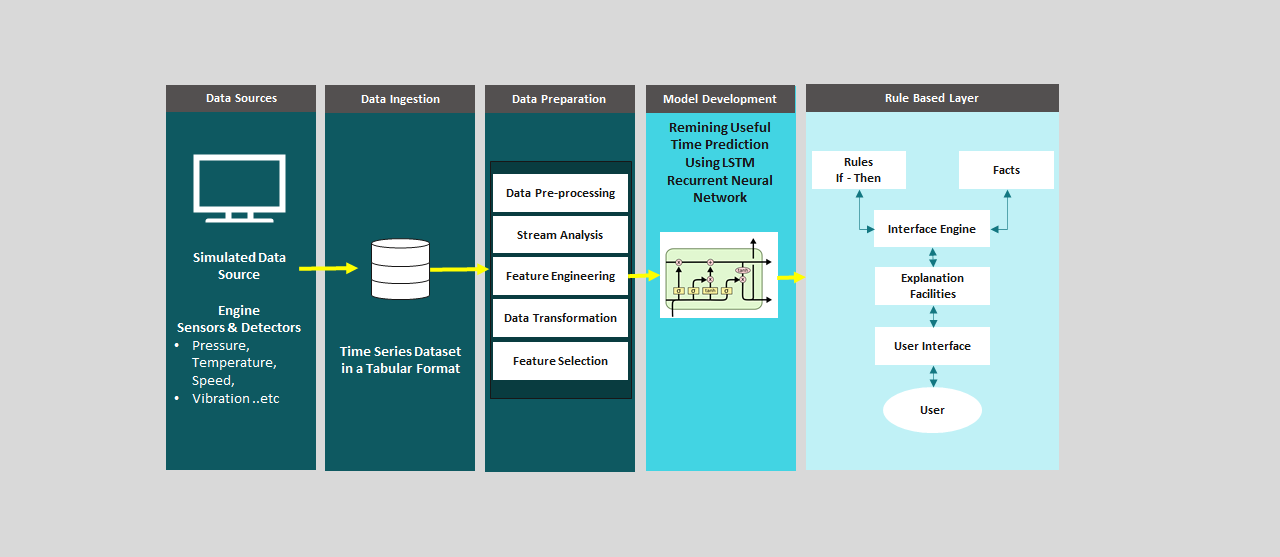 Data Sources
Simulated Data
Source
Engine
Sensors & Detectors
• Pressure,
Temperature,
Speed,
• Vibration ..etc
Data Ingestion
Time Series Dataset
in a Tabular Format
Data Preparation
Data Pre-processing
Stream Analysis
Feature Engineering
Data Transformation
Feature Selection
Model Development
Remining Useful
Time Prediction
Using LSTM
Recurrent Neural
Network
tanh
σ σ tanh σ
Rule Based Layer
Rules
If - Then
Facts
Interface Engine
Explanation
Facilities
User Interface
User